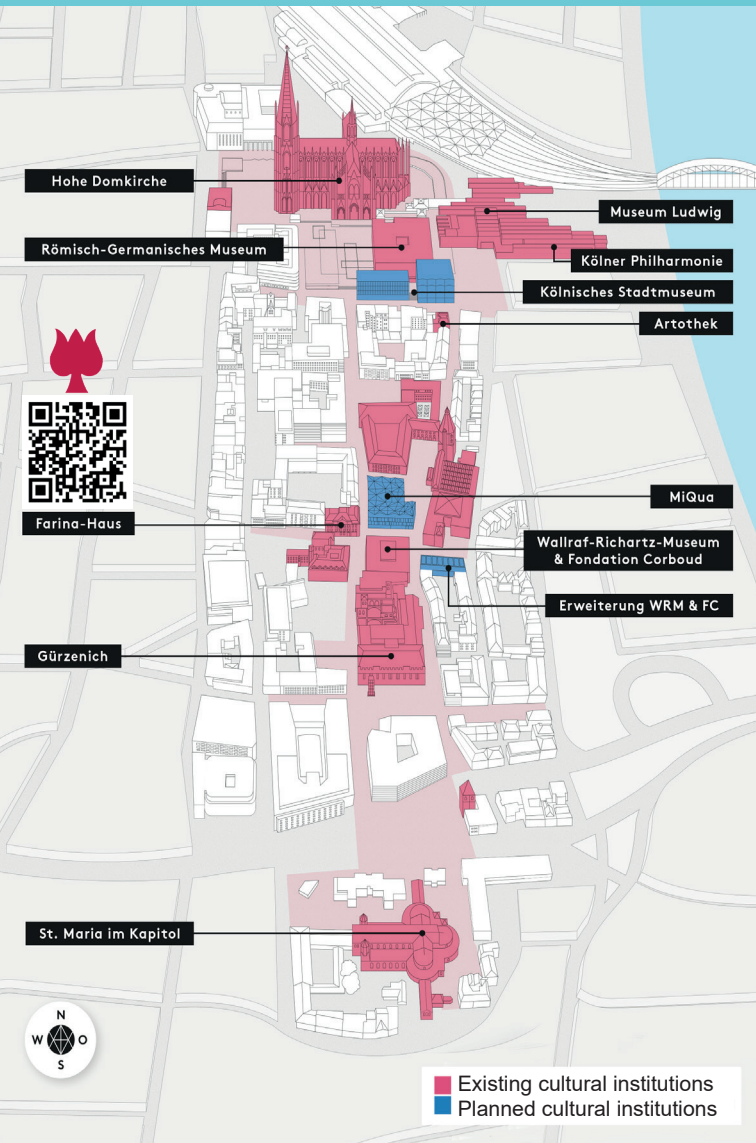 Hohe Domkirche
Museum Ludwig
Römisch-Germanisches Museum
Kölner Philharmonie
Kölnisches Stadtmuseum
Artothek
MiQua
Farina-Haus
Wallraf-Richartz-Museum
& Fondation Corboud
Erweiterung WRM & FC
Gürzenich
St. Maria im Kapitol
N
W O
S
Existing cultural institutions
Planned cultural institutions